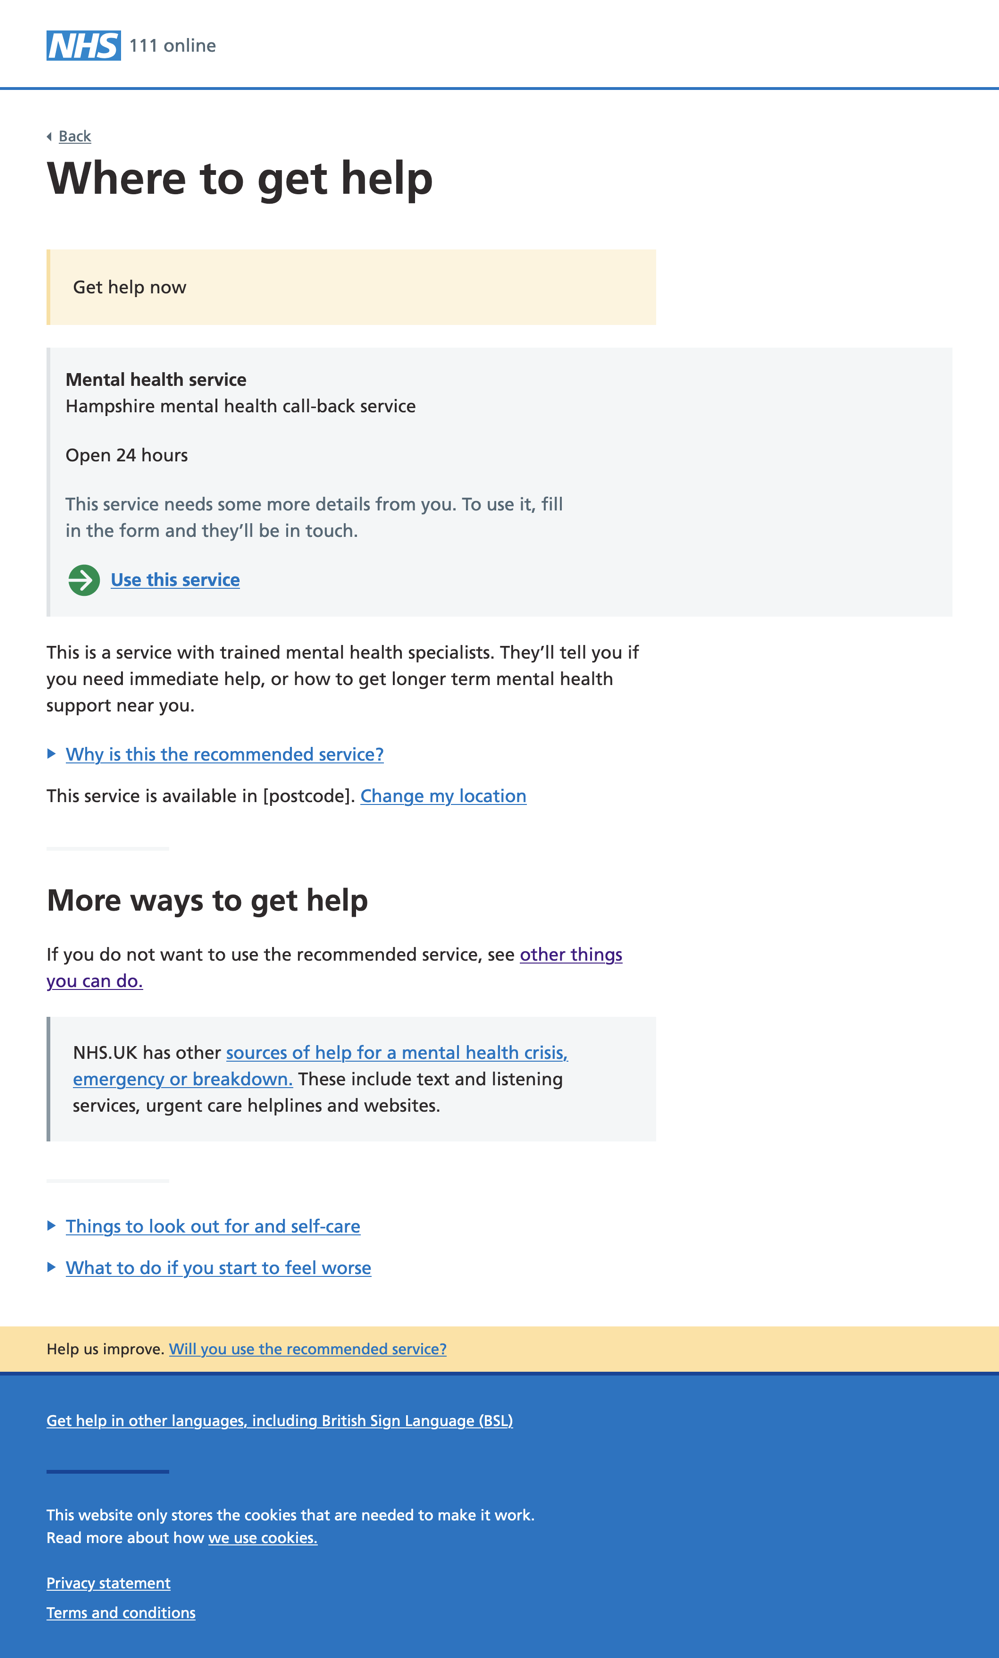 NHS 111 online
Back
Where to get help
Get help now
Mental health service
Hampshire mental health call-back service
Open 24 hours
This service needs some more details from you. To use it, fill
in the form and they’ll be in touch.
Use this service
This is a service with trained mental health specialists. They’ll tell you if
you need immediate help, or how to get longer term mental health
support near you.
Why is this the recommended service?
This service is available in [postcode]. Change my location
More ways to get help
If you do not want to use the recommended service, see other things
you can do.
NHS.UK has other sources of help for a mental health crisis,
emergency or breakdown. These include text and listening
services, urgent care helplines and websites.
Things to look out for and self-care
What to do if you start to feel worse
Help us improve. Will you use the recommended service?
Get help in other languages, including British Sign Language (BSL)
This website only stores the cookies that are needed to make it work.
Read more about how we use cookies.
Privacy statement
Terms and conditions